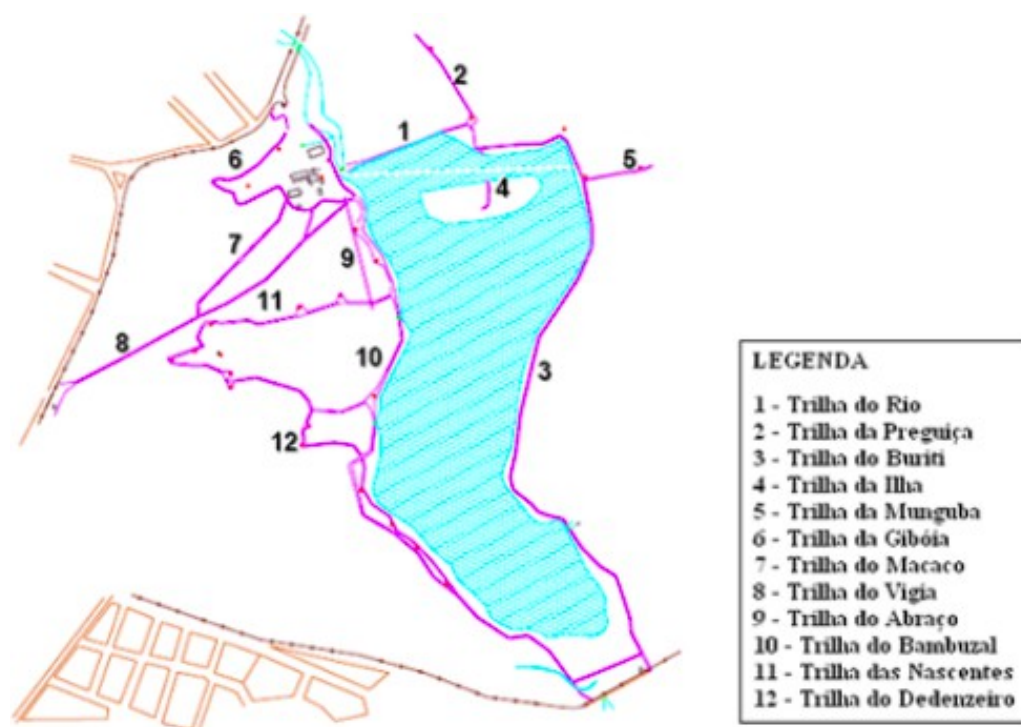 2
1
5
6
4
7
9
11
8
10
3
12
LEGENDA
1 - Trilha do Rio
2 - Trilha da Preguiça
3 - Trilha do Buriti
4 - Trilha da Ilha
5 - Trilha da Munguba
6 - Trilha da Gibóia
7 - Trilha do Macaco
8 - Trilha do Vigia
9 - Trilha do Abraço
10 - Trilha do Bambuzal
11 - Trilha das Nascentes
12 - Trilha do Dedenzeiro